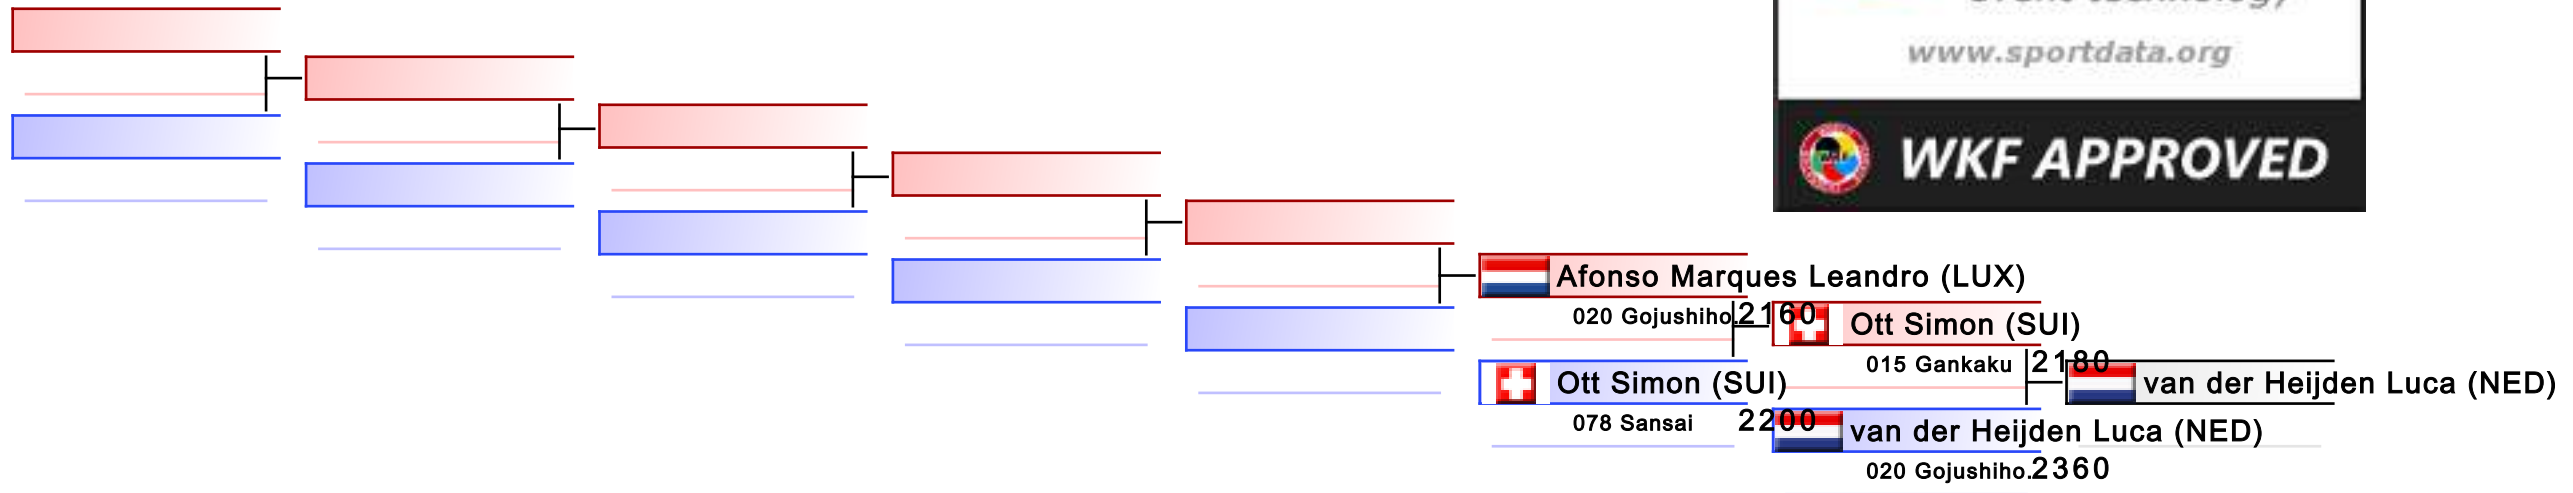 www.sportdata.org
WKF APPROVED
Afonso Marques Leandro (LUX)
020 Gojushiho. 2160
Ott Simon (SUI)
015 Gankaku 2180
Ott Simon (SUI)
078 Sansai 2200
van der Heijden Luca (NED)
van der Heijden Luca (NED)
020 Gojushiho. 2360